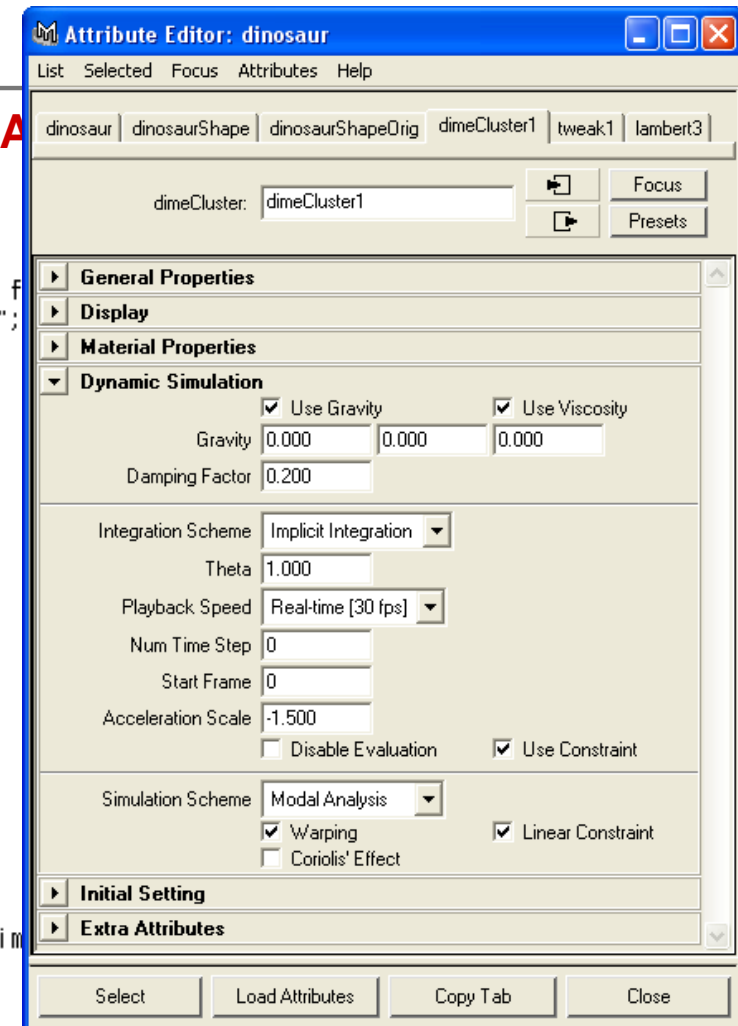 Attribute Editor: dinosaur
List Selected Focus Attributes Help
A
dinosaur dinosaurShape dinosaurShapeOrig dimeCluster1 tweak1 lambert3
dimeCluster: dimeCluster1
Focus
Presets
General Properties
f
Display
";
Material Properties
Dynamic Simulation
Use Gravity Use Viscosity
Gravity 0.000 0.000 0.000
Damping Factor 0.200
Integration Scheme Implicit Integration
Theta 1.000
Playback Speed Real-time [30 fps]
Num Time Step 0
Start Frame 0
Acceleration Scale -1.500
Disable Evaluation Use Constraint
Simulation Scheme Modal Analysis
Warping Linear Constraint
Coriolis' Effect
Initial Setting
Extra Attributes
im
Select Load Attributes Copy Tab Close